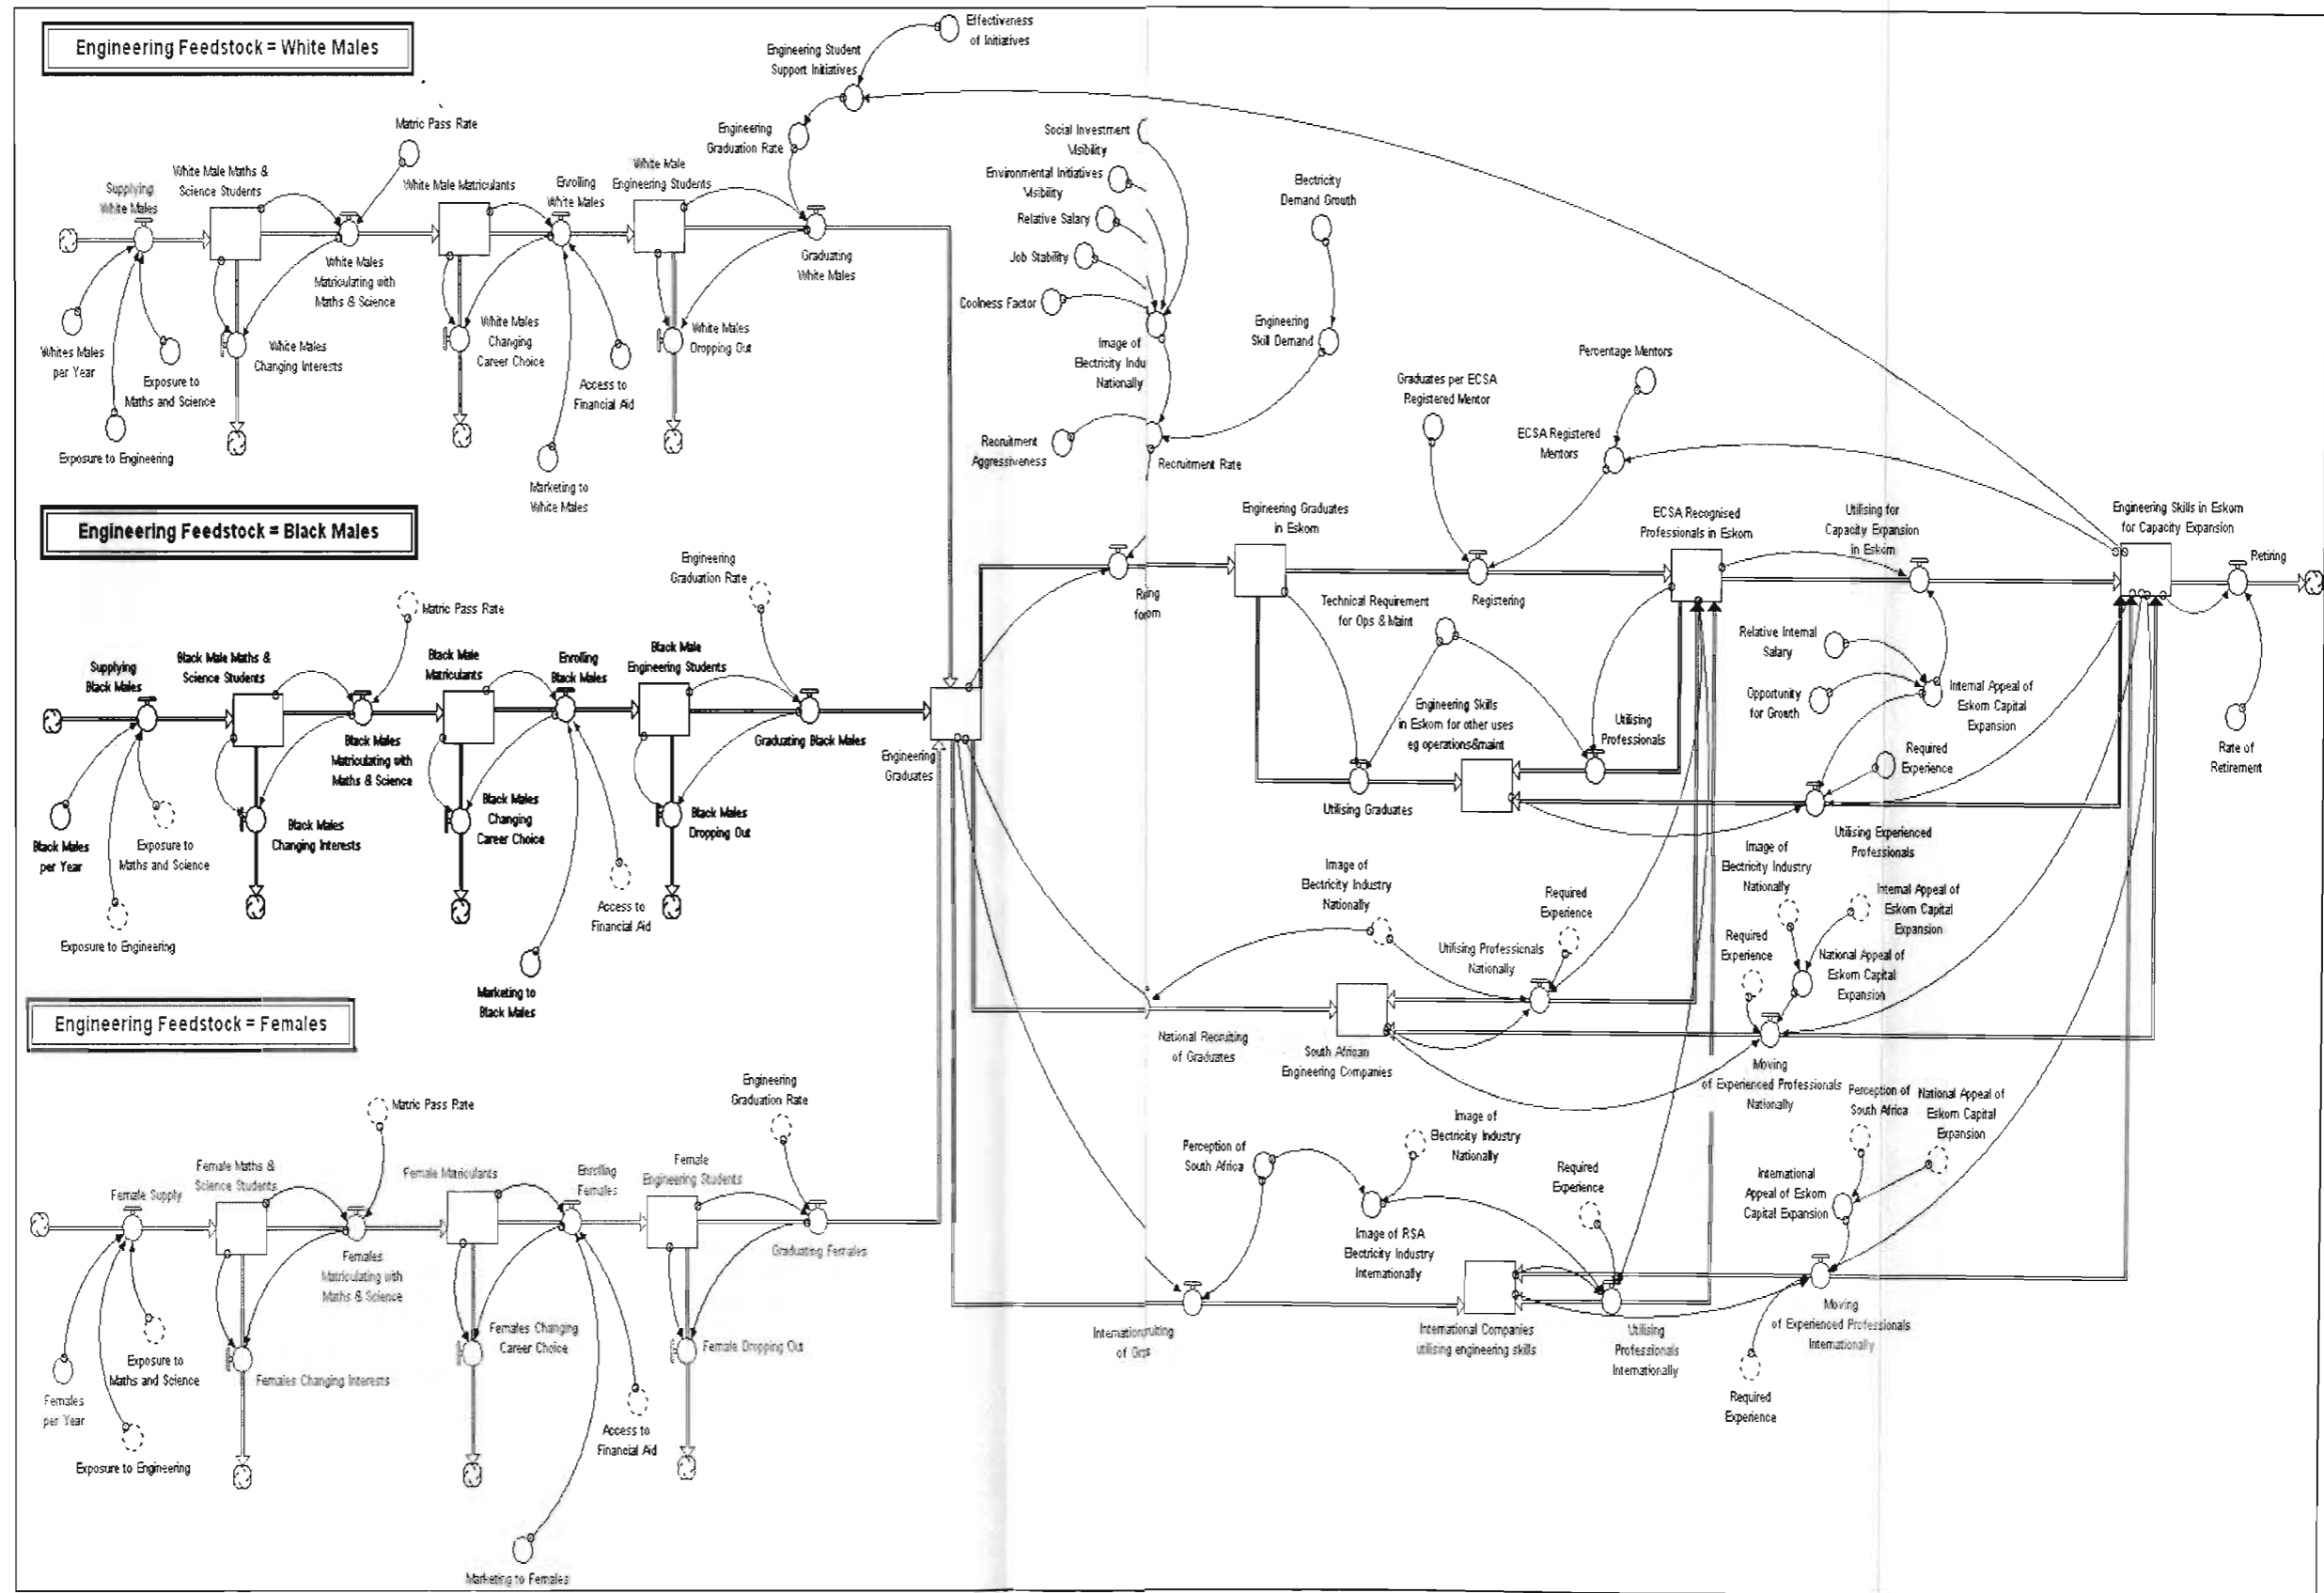 Engineering Feedstock = White Males
Effectiveness
of Initiatives
Engineering Student
Support Initiatives
Matric Pass Rate
Engineering
Graduation Rate
White Male Maths &
Science Students
Supplying
White Males
White Male Matriculants
Enrolling
White Males
White Male
Engineering Students
White Males
Matriculating with
Maths & Science
Graduating
White Males
Whites Males
per Year
Exposure to
Maths and Science
Exposure to Engineering
White Males
Changing Interests
White Males
Changing
Career Choice
Access to
Financial Aid
Marketing to
White Males
White Males
Dropping Out
Social Investment
Visibility
Environmental Initiatives
Visibility
Relative Salary
Job Stability
Coolness Factor
Image of
Electricity Indu
Nationally
Electricity
Demand Growth
Engineering
Skill Demand
Recruitment
Aggressiveness
Recruitment Rate
Percentage Mentors
Graduates per ECSA
Registered Mentor
ECSA Registered
Mentors
Engineering Feedstock = Black Males
Engineering
Graduation Rate
Matric Pass Rate
Supplying
Black Males
Black Male Maths &
Science Students
Black Male
Matriculants
Enrolling
Black Males
Black Male
Engineering Students
Black Males
Matriculating with
Maths & Science
Graduating Black Males
Black Males
per Year
Exposure to
Maths and Science
Exposure to Engineering
Black Males
Changing Interests
Black Males
Changing
Career Choice
Access to
Financial Aid
Marketing to
Black Males
Black Males
Dropping Out
Engineering
Graduates
Engineering Graduates
in Eskom
Registering
ECSA Recognised
Professionals in Eskom
Utilising for
Capacity Expansion
in Eskom
Engineering Skills in Eskom
for Capacity Expansion
Retiring
Rate of
Retirement
Technical Requirement
for Ops & Maint
Engineering Skills
in Eskom for other uses
eg operations&maint
Utilising
Professionals
Utilising Graduates
Relative Internal
Salary
Opportunity
for Growth
Internal Appeal of
Eskom Capital
Expansion
Required
Experience
Utilising Experienced
Professionals
Image of
Electricity Industry
Nationally
Required
Experience
Utilising Professionals
Nationally
National Recruiting
of Graduates
South African
Engineering Companies
Image of
Electricity Industry
Nationally
Internal Appeal of
Eskom Capital
Expansion
Required
Experience
National Appeal of
Eskom Capital
Expansion
Moving
of Experienced Professionals
Nationally
Engineering Feedstock = Females
Engineering
Graduation Rate
Matric Pass Rate
Female Supply
Female Maths &
Science Students
Female Matriculants
Enrolling
Females
Female
Engineering Students
Females
Matriculating with
Maths & Science
Graduating Females
Females
per Year
Exposure to
Maths and Science
Exposure to Engineering
Females Changing Interests
Females Changing
Career Choice
Access to
Financial Aid
Marketing to Females
Female Dropping Out
Perception of
South Africa
Image of
Electricity Industry
Nationally
Image of RSA
Electricity Industry
Internationally
Required
Experience
International Companies
utilising engineering skills
Utilising
Professionals
Internationally
Perception of
South Africa
National Appeal of
Eskom Capital
Expansion
International
Appeal of Eskom
Capital Expansion
Moving
of Experienced Professionals
Internationally
Required
Experience